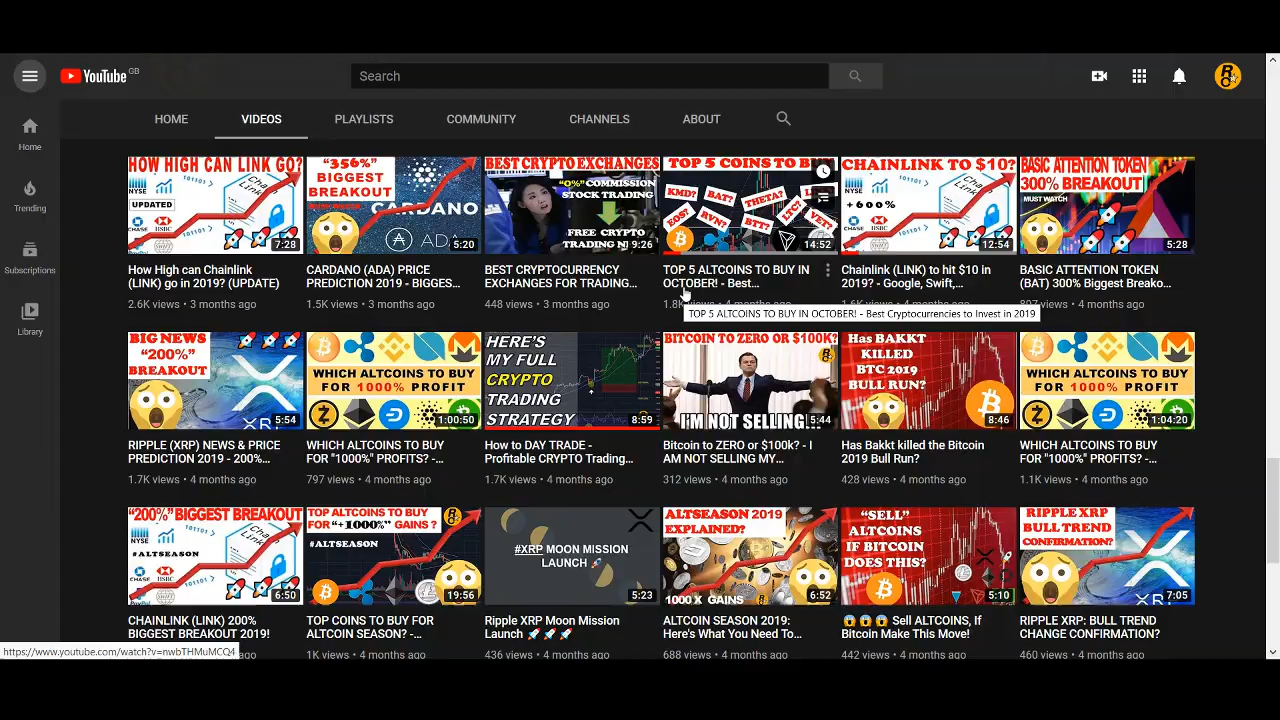 YouTube GB
Search
HOME VIDEOS PLAYLISTS COMMUNITY CHANNELS ABOUT
Home
Trending
Subscriptions
Library
HOW HIGH CAN LINK GO?
UPDATED
NYSE
CHASE
HSBC
7:28
How High can Chainlink
(LINK) go in 2019? (UPDATE)
2.6K views • 3 months ago
"356%"
BIGGEST
BREAKOUT
CARDANO
5:20
CARDANO (ADA) PRICE
PREDICTION 2019 - BIGGES...
1.5K views • 3 months ago
BEST CRYPTO EXCHANGES
"0%" COMMISSION
STOCK TRADING
FREE CRYPTO
TRADING N
9:26
BEST CRYPTOCURRENCY
EXCHANGES FOR TRADING...
448 views • 3 months ago
TOP 5 COINS TO BUY
KMD?
BAT?
THETA?
EOS?
RVN?
BTT?
LTC?
VET?
14:52
TOP 5 ALTCOINS TO BUY IN
OCTOBER! - Best...
TOP 5 ALTCOINS TO BUY IN OCTOBER! - Best Cryptocurrencies to Invest in 2019
CHAINLINK TO $10?
NYSE
+600%
CHASE
HSBC
12:54
Chainlink (LINK) to hit $10 in
2019? - Google, Swift,...
BASIC ATTENTION TOKEN
300% BREAKOUT
MUST WATCH
5:28
BASIC ATTENTION TOKEN
(BAT) 300% Biggest Breako...
897 views • 3 months ago
BIG NEWS
"200%"
BREAKOUT
5:54
RIPPLE (XRP) NEWS & PRICE
PREDICTION 2019 - 200%...
1.7K views • 4 months ago
WHICH ALTCOINS TO BUY
FOR 1000% PROFIT?
1:00:50
WHICH ALTCOINS TO BUY
FOR "1000%" PROFITS? -...
797 views • 4 months ago
HERE'S
MY FULL
CRYPTO
TRADING
STRATEGY
8:59
How to DAY TRADE -
Profitable CRYPTO Trading...
1.7K views • 4 months ago
BITCOIN TO ZERO OR $100K?
I'M NOT SELLING!
5:44
Bitcoin to ZERO or $100k? - I
AM NOT SELLING MY...
312 views • 4 months ago
Has BAKKT
KILLED
BTC 2019
BULL RUN?
8:46
Has Bakkt killed the Bitcoin
2019 Bull Run?
428 views • 4 months ago
WHICH ALTCOINS TO BUY
FOR 1000% PROFIT?
1:04:20
WHICH ALTCOINS TO BUY
FOR "1000%" PROFITS? -...
1.1K views • 4 months ago
"200%" BIGGEST BREAKOUT
NYSE
#ALTSEASON
CHASE
HSBC
PayPal
6:50
CHAINLINK (LINK) 200%
BIGGEST BREAKOUT 2019!
1.3K views • 4 months ago
TOP ALTCOINS TO BUY
FOR "+1000%" GAINS ?
#ALTSEASON
19:56
TOP COINS TO BUY FOR
ALTCOIN SEASON? -...
1K views • 4 months ago
#XRP MOON MISSION
LAUNCH 🚀
5:23
Ripple XRP Moon Mission
Launch 🚀 🚀 🚀
436 views • 4 months ago
ALTSEASON 2019
EXPLAINED?
1000 X GAINS
6:52
ALTCOIN SEASON 2019:
Here's What You Need To...
688 views • 4 months ago
"SELL"
ALTCOINS
IF BITCOIN
DOES THIS?
5:10
😱 😱 😱 Sell ALTCOINS, If
Bitcoin Make This Move!
442 views • 4 months ago
RIPPLE XRP
BULL TREND
CONFIRMATION?
7:05
RIPPLE XRP: BULL TREND
CHANGE CONFIRMATION?
460 views • 4 months ago
https://www.youtube.com/watch?v=nwbTHMuMCQ4